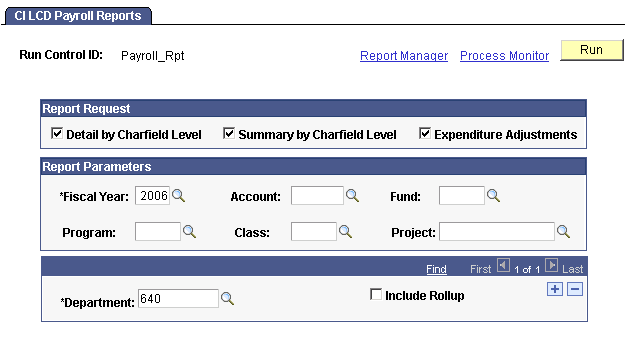 CI LCD Payroll Reports
Run Control ID: Payroll_Rpt Report Manager Process Monitor Run
Report Request
Detail by Charfield Level Summary by Charfield Level Expenditure Adjustments
Report Parameters
*Fiscal Year: 2006 Account: Fund:
Program: Class: Project:
Find First 1 of 1 Last
*Department: 640 Include Rollup